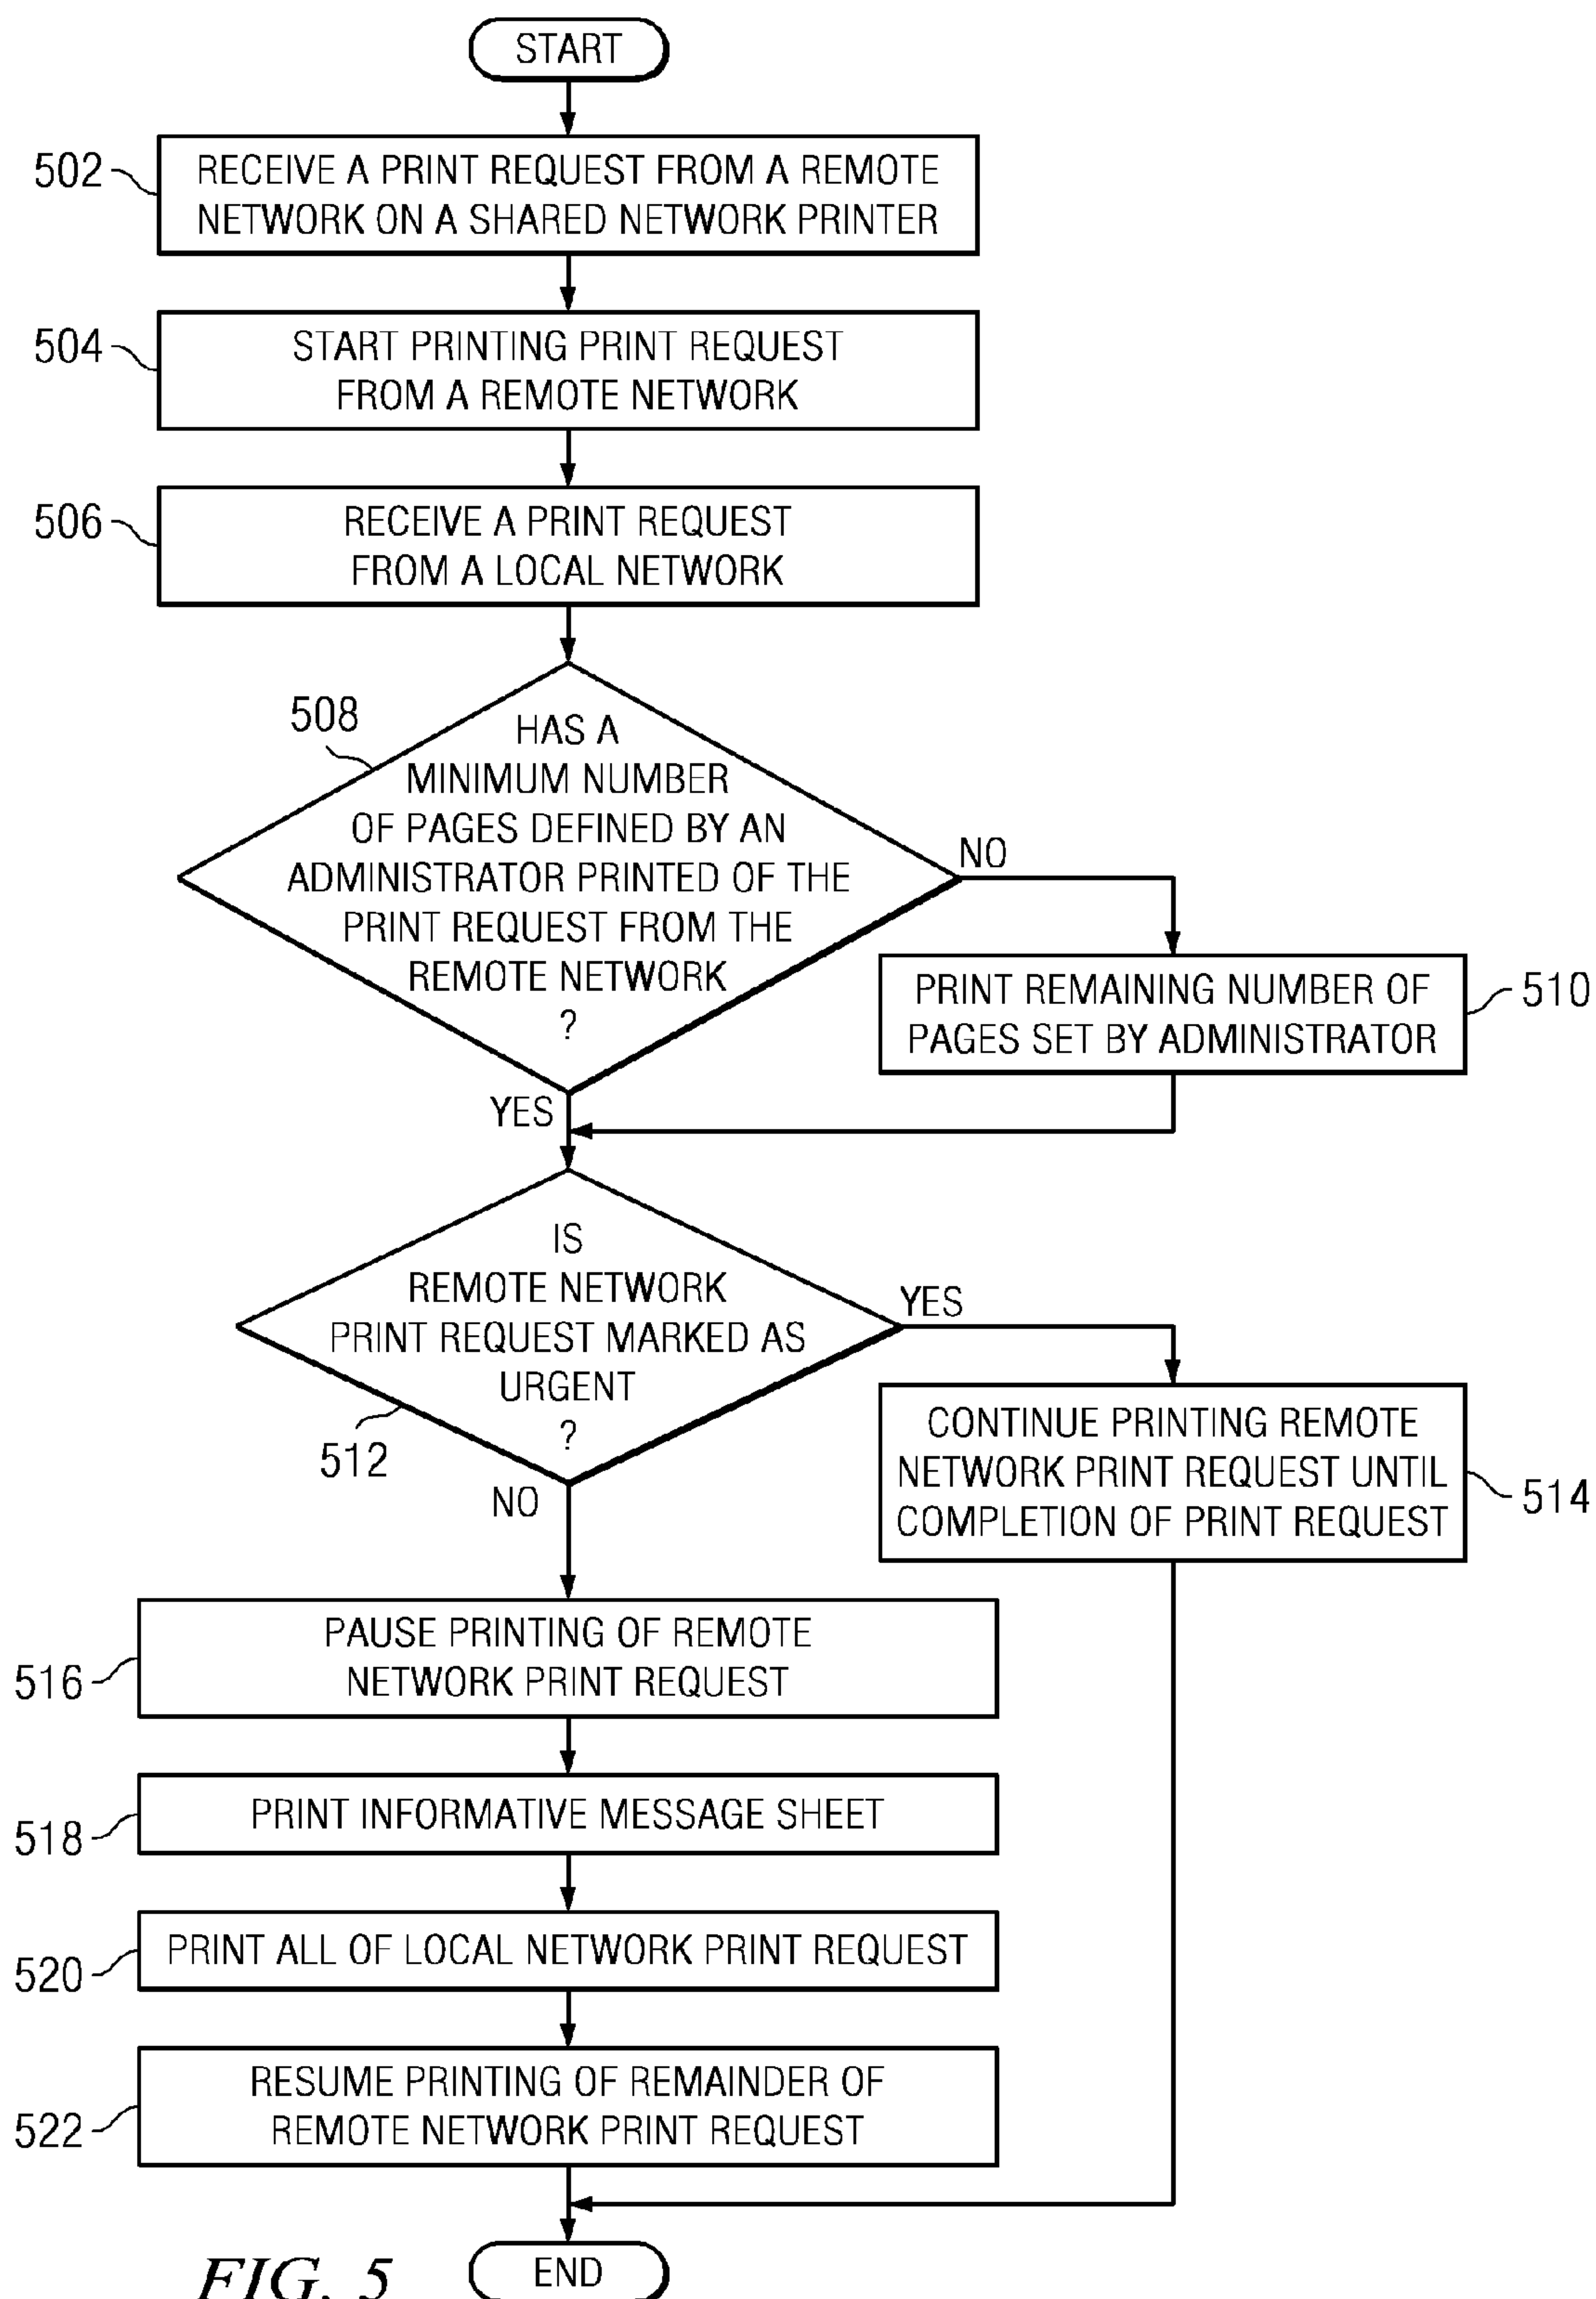 START
502
RECEIVE A PRINT REQUEST FROM A REMOTE
NETWORK ON A SHARED NETWORK PRINTER
504
START PRINTING PRINT REQUEST
FROM A REMOTE NETWORK
506
RECEIVE A PRINT REQUEST
FROM A LOCAL NETWORK
508
HAS A
MINIMUM NUMBER
OF PAGES DEFINED BY AN
ADMINISTRATOR PRINTED OF THE
PRINT REQUEST FROM THE
REMOTE NETWORK
?
NO
PRINT REMAINING NUMBER OF
PAGES SET BY ADMINISTRATOR
510
YES
IS
REMOTE NETWORK
PRINT REQUEST MARKED AS
URGENT
?
512
YES
CONTINUE PRINTING REMOTE
NETWORK PRINT REQUEST UNTIL
COMPLETION OF PRINT REQUEST
514
NO
PAUSE PRINTING OF REMOTE
NETWORK PRINT REQUEST
516
PRINT INFORMATIVE MESSAGE SHEET
518
PRINT ALL OF LOCAL NETWORK PRINT REQUEST
520
RESUME PRINTING OF REMAINDER OF
REMOTE NETWORK PRINT REQUEST
522
END
FIG. 5